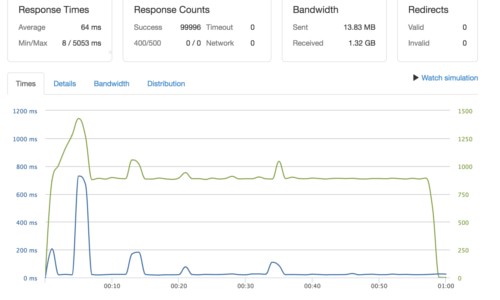 Response Times
Average 64 ms
Min/Max 8 / 5053 ms
Response Counts
Success 99996 Timeout 0
400/500 0 / 0 Network 0
Bandwidth
Sent 13.83 MB
Received 1.32 GB
Redirects
Valid 0
Invalid 0
Times Details Bandwidth Distribution
Watch simulation
1200 ms 1500
1000 ms 1250
800 ms 1000
600 ms 750
400 ms 500
200 ms 250
0 ms 0
00:10 00:20 00:30 00:40 00:50 01:00